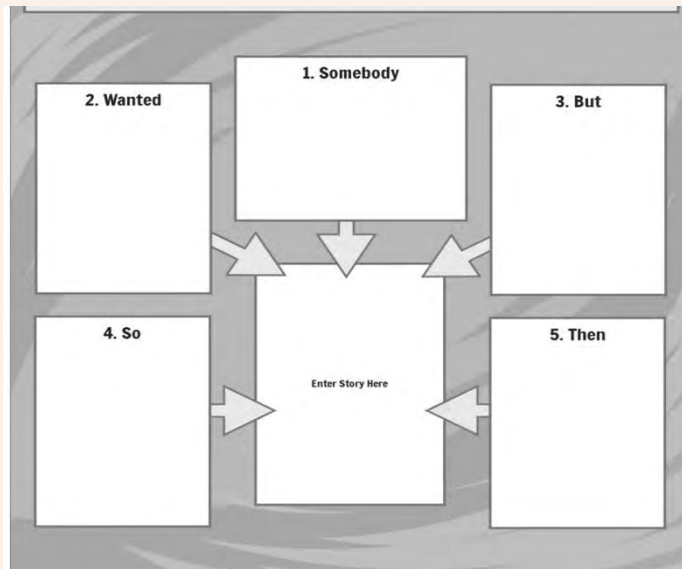 1. Somebody
2. Wanted
3. But
Enter Story Here
4. So
5. Then